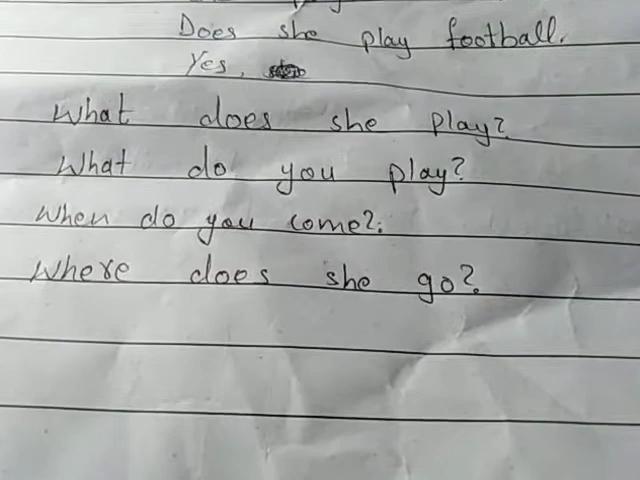 Does she play football.
Yes,
What does she play?
What do you play?
When do you come?.
Where does she go?